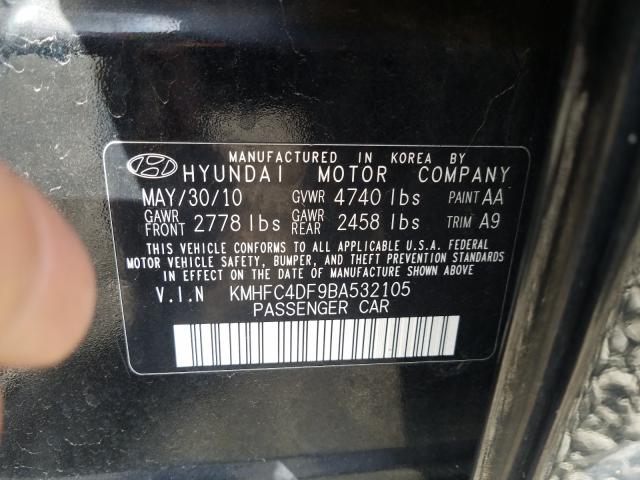 MANUFACTURED IN KOREA BY
HYUNDAI MOTOR COMPANY
MAY/30/10 GVWR 4740 lbs PAINT AA
GAWR FRONT 2778 lbs GAWR REAR 2458 lbs TRIM A9
THIS VEHICLE CONFORMS TO ALL APPLICABLE U.S.A. FEDERAL
MOTOR VEHICLE SAFETY, BUMPER, AND THEFT PREVENTION STANDARDS
IN EFFECT ON THE DATE OF MANUFACTURE SHOWN ABOVE
V.I.N KMHFC4DF9BA532105
PASSENGER CAR